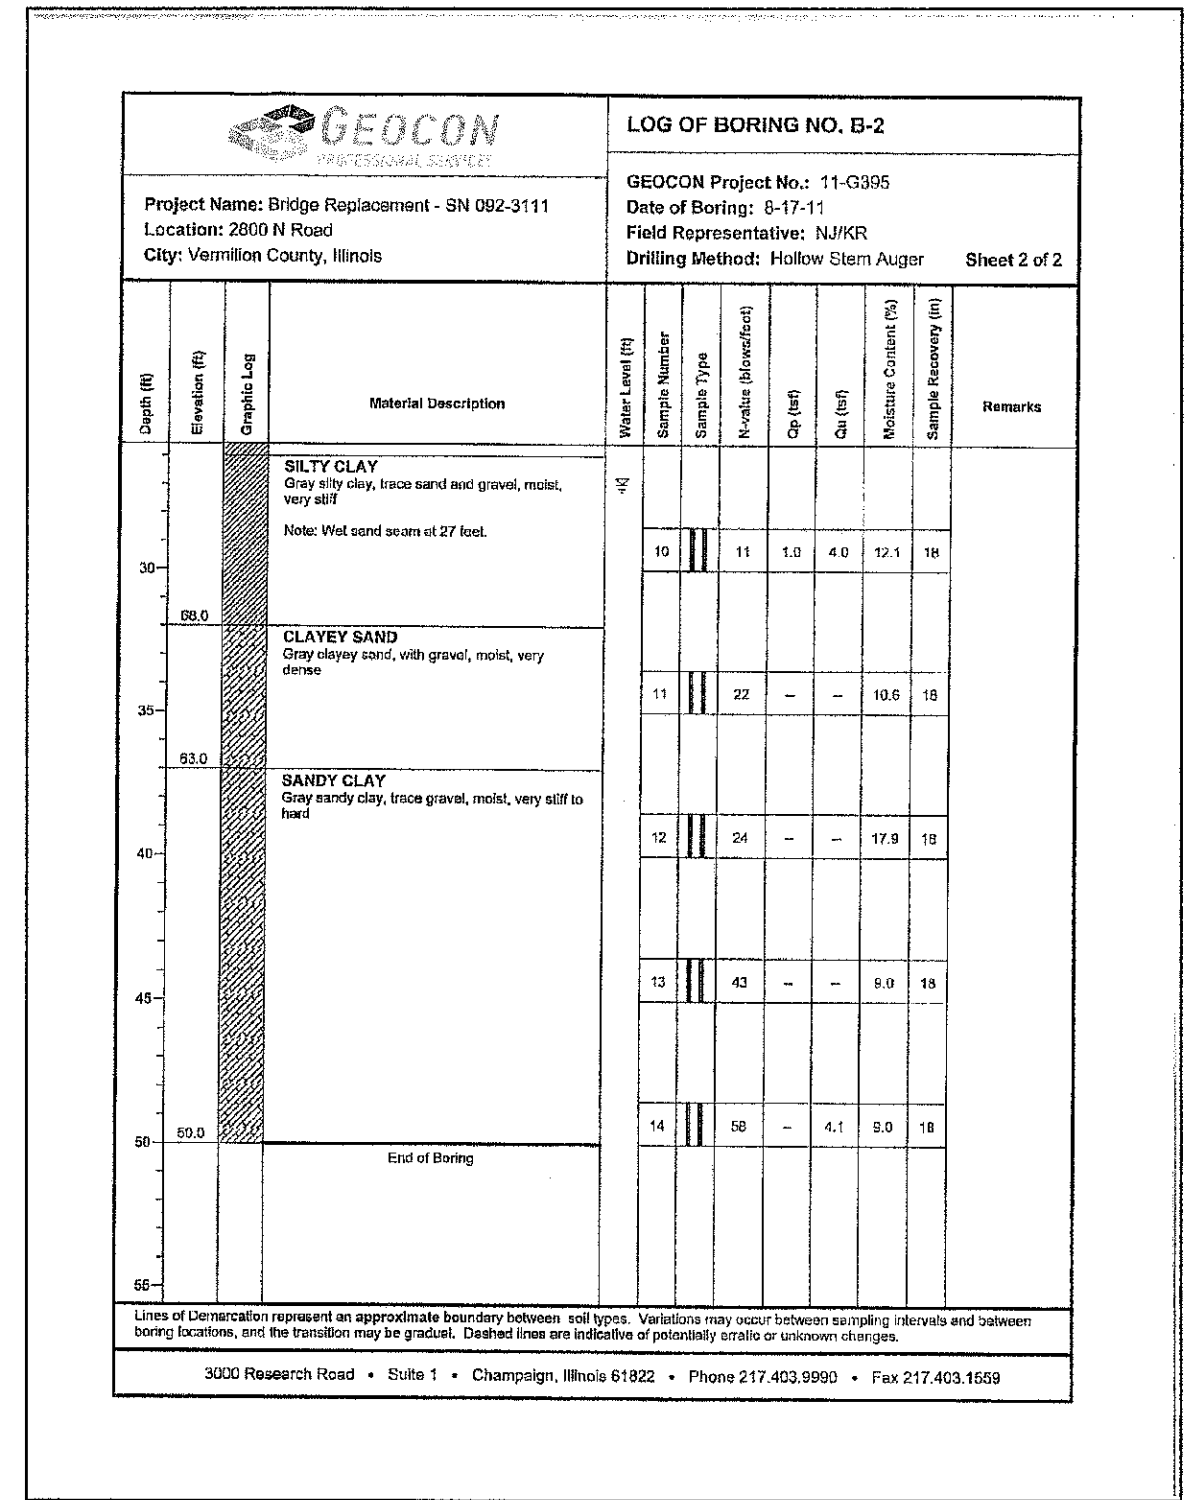 GEOCON
PROFESSIONAL SERVICES
LOG OF BORING NO. B-2
Project Name: Bridge Replacement - SN 092-3111
Location: 2800 N Road
City: Vermilion County, Illinois
GEOCON Project No.: 11-G395
Date of Boring: 8-17-11
Field Representative: NJ/KR
Drilling Method: Hollow Stem Auger Sheet 2 of 2
Depth (ft)
Elevation (ft)
Graphic Log
Material Description
Water Level (ft)
Sample Number
Sample Type
N-value (blows/foot)
Qp (tsf)
Qu (tsf)
Moisture Content (%)
Sample Recovery (in)
Remarks
SILTY CLAY
Gray silty clay, trace sand and gravel, moist,
very stiff
Note: Wet sand seam at 27 feet.
10 11 1.0 4.0 12.1 18
30
68.0
CLAYEY SAND
Gray clayey sand, with gravel, moist, very
dense
11 22 – – 10.6 18
35
63.0
SANDY CLAY
Gray sandy clay, trace gravel, moist, very stiff to
hard
12 24 – – 17.9 18
40
13 43 – – 9.0 18
45
14 58 – 4.1 9.0 18
50 50.0
End of Boring
55
Lines of Demarcation represent an approximate boundary between soil types. Variations may occur between sampling intervals and between
boring locations, and the transition may be gradual. Dashed lines are indicative of potentially erratic or unknown changes.
3000 Research Road • Suite 1 • Champaign, Illinois 61822 • Phone 217.403.9990 • Fax 217.403.1559